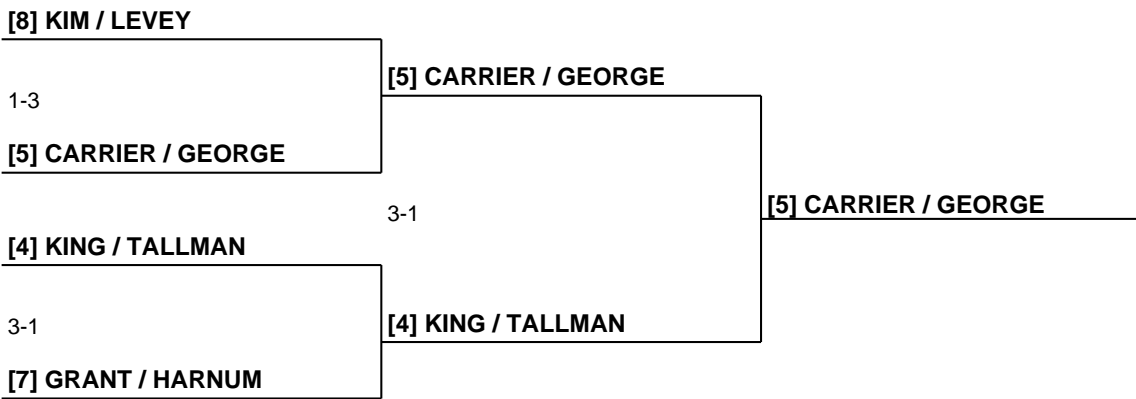 [8] KIM / LEVEY
1-3
[5] CARRIER / GEORGE
[4] KING / TALLMAN
3-1
[7] GRANT / HARNUM
[5] CARRIER / GEORGE
3-1
[4] KING / TALLMAN
[5] CARRIER / GEORGE